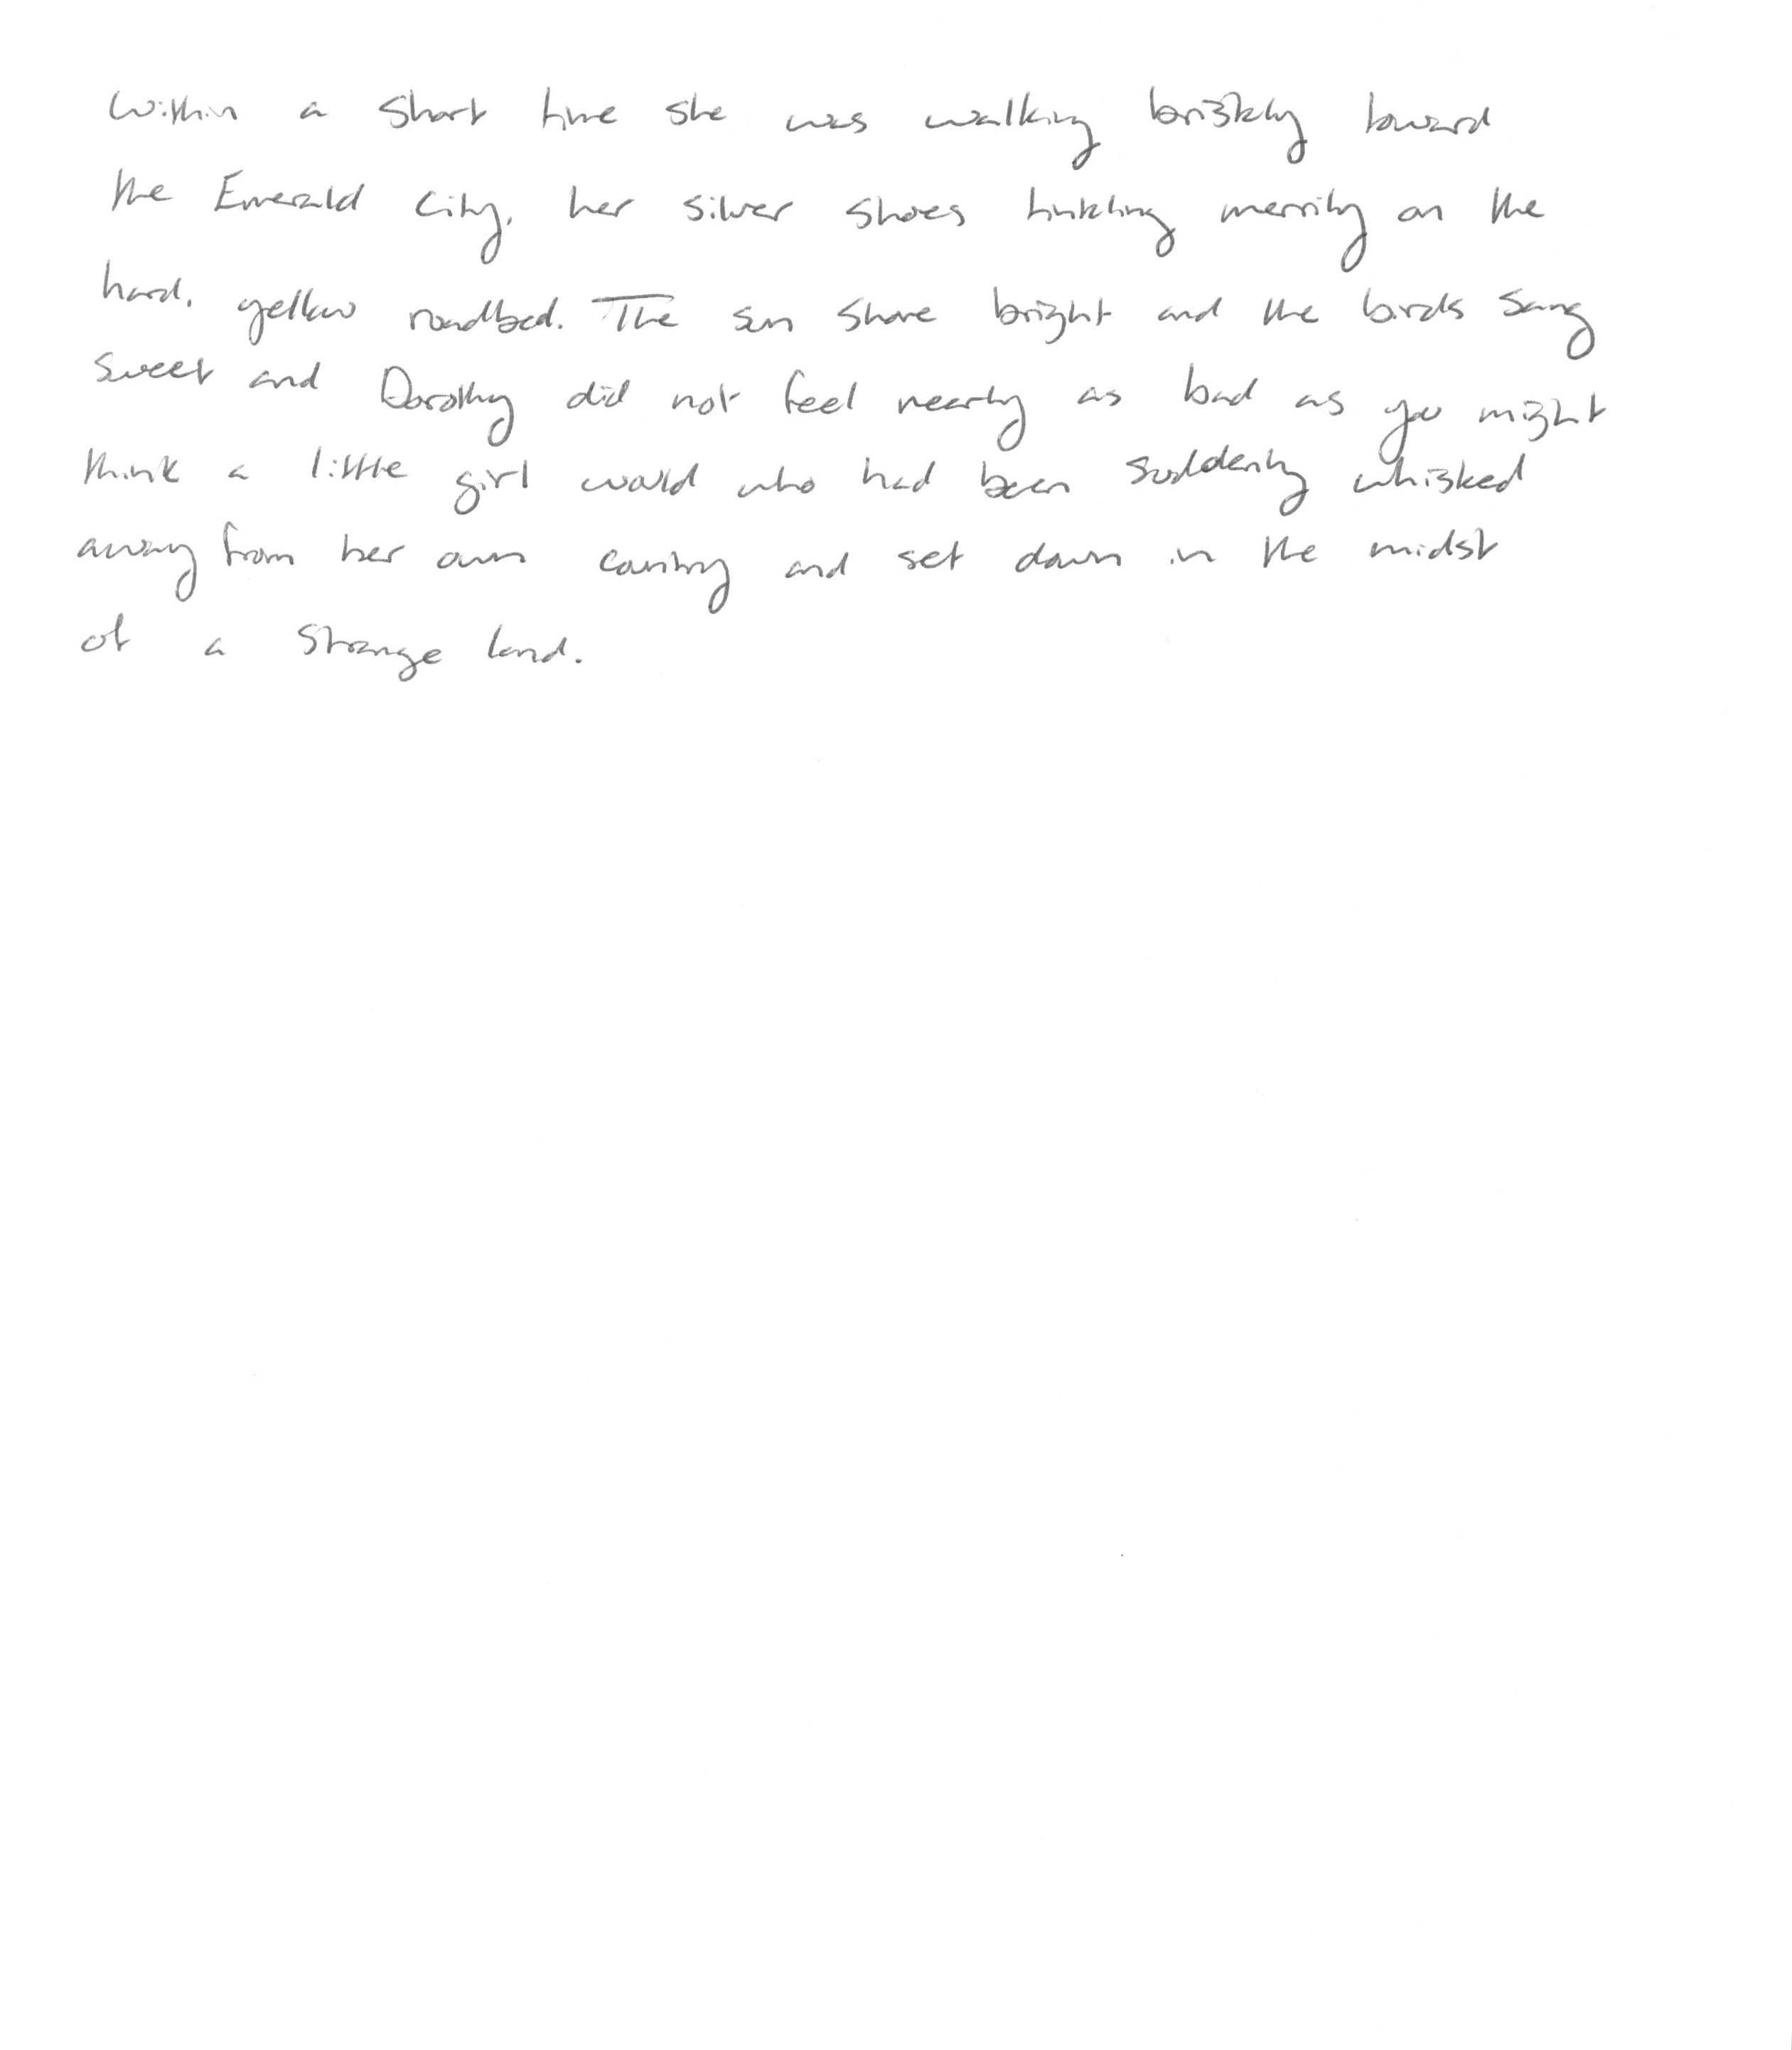 Within a short time she was walking briskly toward
the Emerald City, her silver shoes tinkling merrily on the
hard, yellow roadbed. The sun shone bright and the birds sang
sweet and Dorothy did not feel nearly as bad as you might
think a little girl would who had been suddenly whisked
away from her own country and set down in the midst
of a strange land.